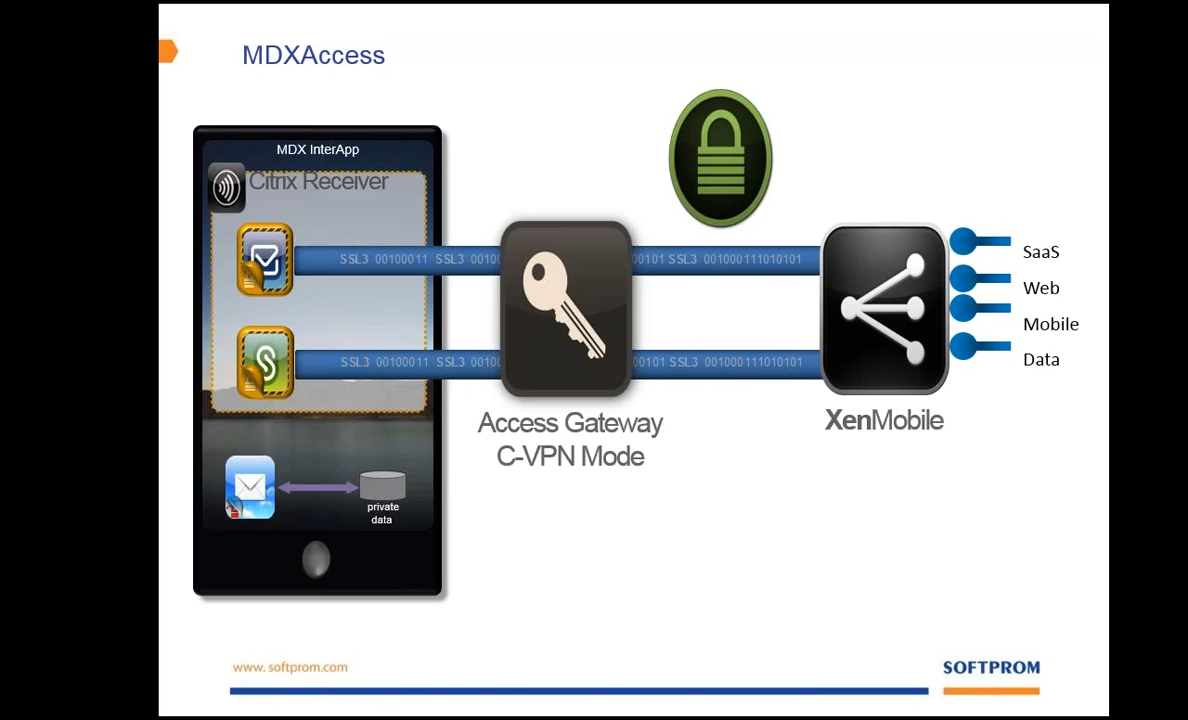 MDXAccess
MDX InterApp
Citrix Receiver
SSL3 00100011 SSL3 00100
00101 SSL3 001000111010101
SSL3 00100011 SSL3 00100
00101 SSL3 001000111010101
SaaS
Web
Mobile
Data
Access Gateway
C-VPN Mode
XenMobile
private
data
www. softprom.com
SOFTPROM